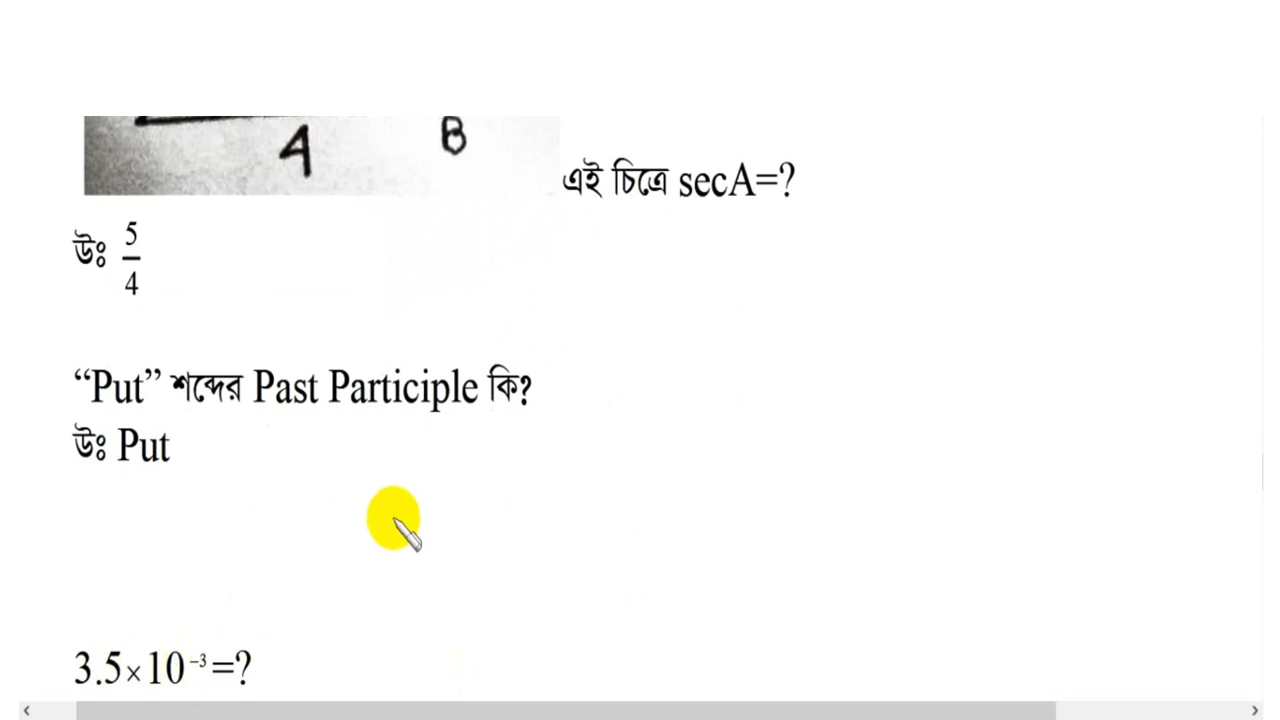 4 B
এই চিত্রে secA=?
উঃ 5/4
“Put” শব্দের Past Participle কি?
উঃ Put
3.5×10⁻³=?